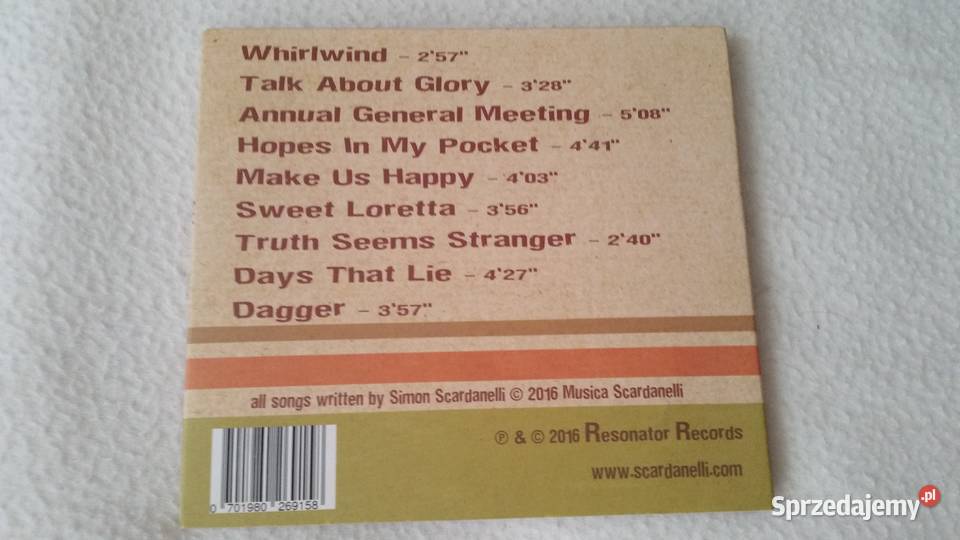 Whirlwind – 2'57"
Talk About Glory – 3'28"
Annual General Meeting – 5'08"
Hopes In My Pocket – 4'41"
Make Us Happy – 4'03"
Sweet Loretta – 3'56"
Truth Seems Stranger – 2'40"
Days That Lie – 4'27"
Dagger – 3'57"
all songs written by Simon Scardanelli © 2016 Musica Scardanelli
℗ & © 2016 Resonator Records
www.scardanelli.com
0 701980 269158
Sprzedajemy.pl